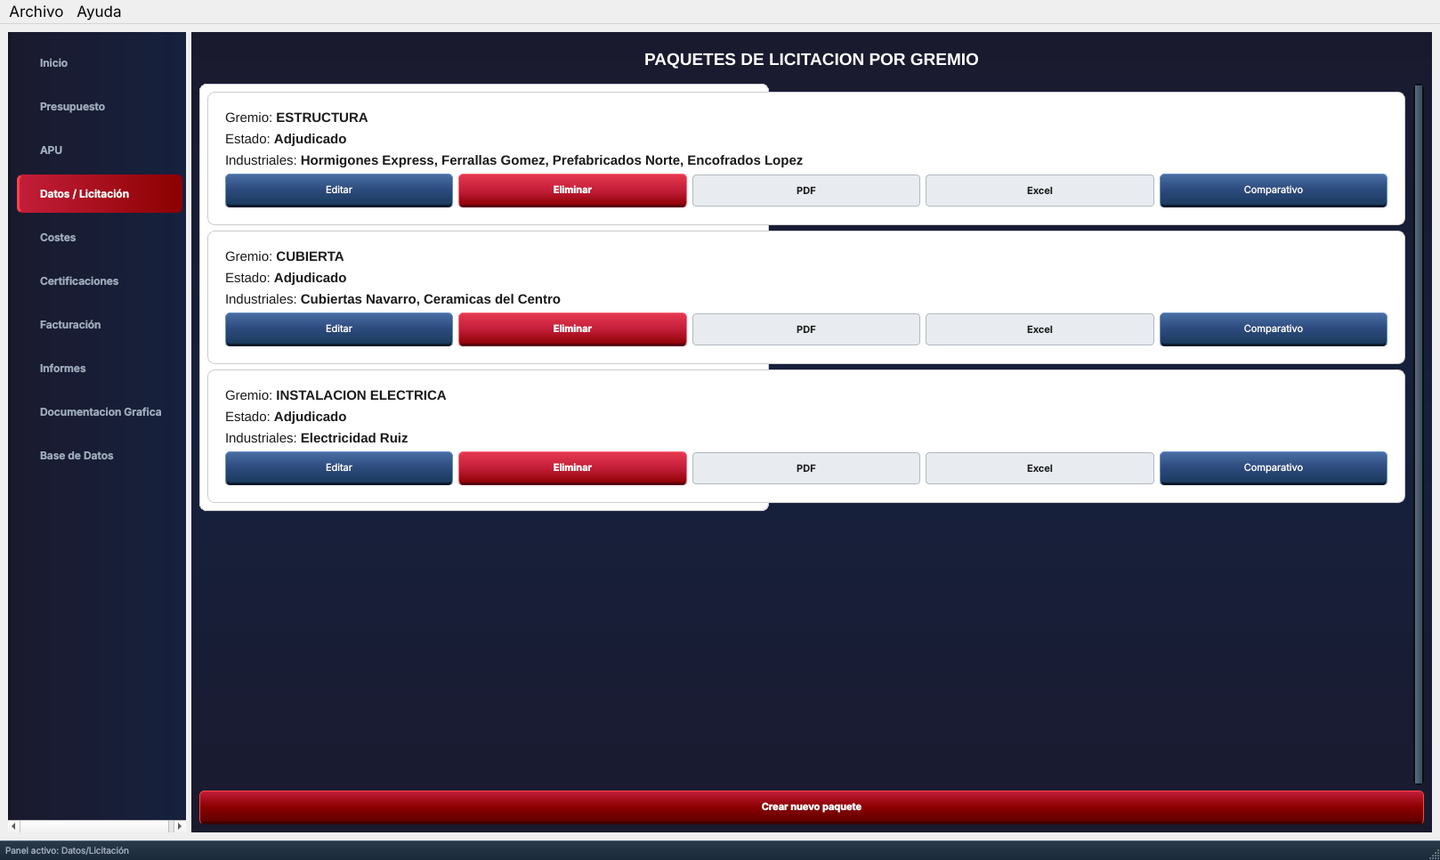 Archivo Ayuda
Inicio
Presupuesto
APU
Datos / Licitación
Costes
Certificaciones
Facturación
Informes
Documentacion Grafica
Base de Datos
PAQUETES DE LICITACION POR GREMIO
Gremio: ESTRUCTURA
Estado: Adjudicado
Industriales: Hormigones Express, Ferrallas Gomez, Prefabricados Norte, Encofrados Lopez
Editar Eliminar PDF Excel Comparativo
Gremio: CUBIERTA
Estado: Adjudicado
Industriales: Cubiertas Navarro, Ceramicas del Centro
Editar Eliminar PDF Excel Comparativo
Gremio: INSTALACION ELECTRICA
Estado: Adjudicado
Industriales: Electricidad Ruiz
Editar Eliminar PDF Excel Comparativo
Crear nuevo paquete
Panel activo: Datos/Licitación